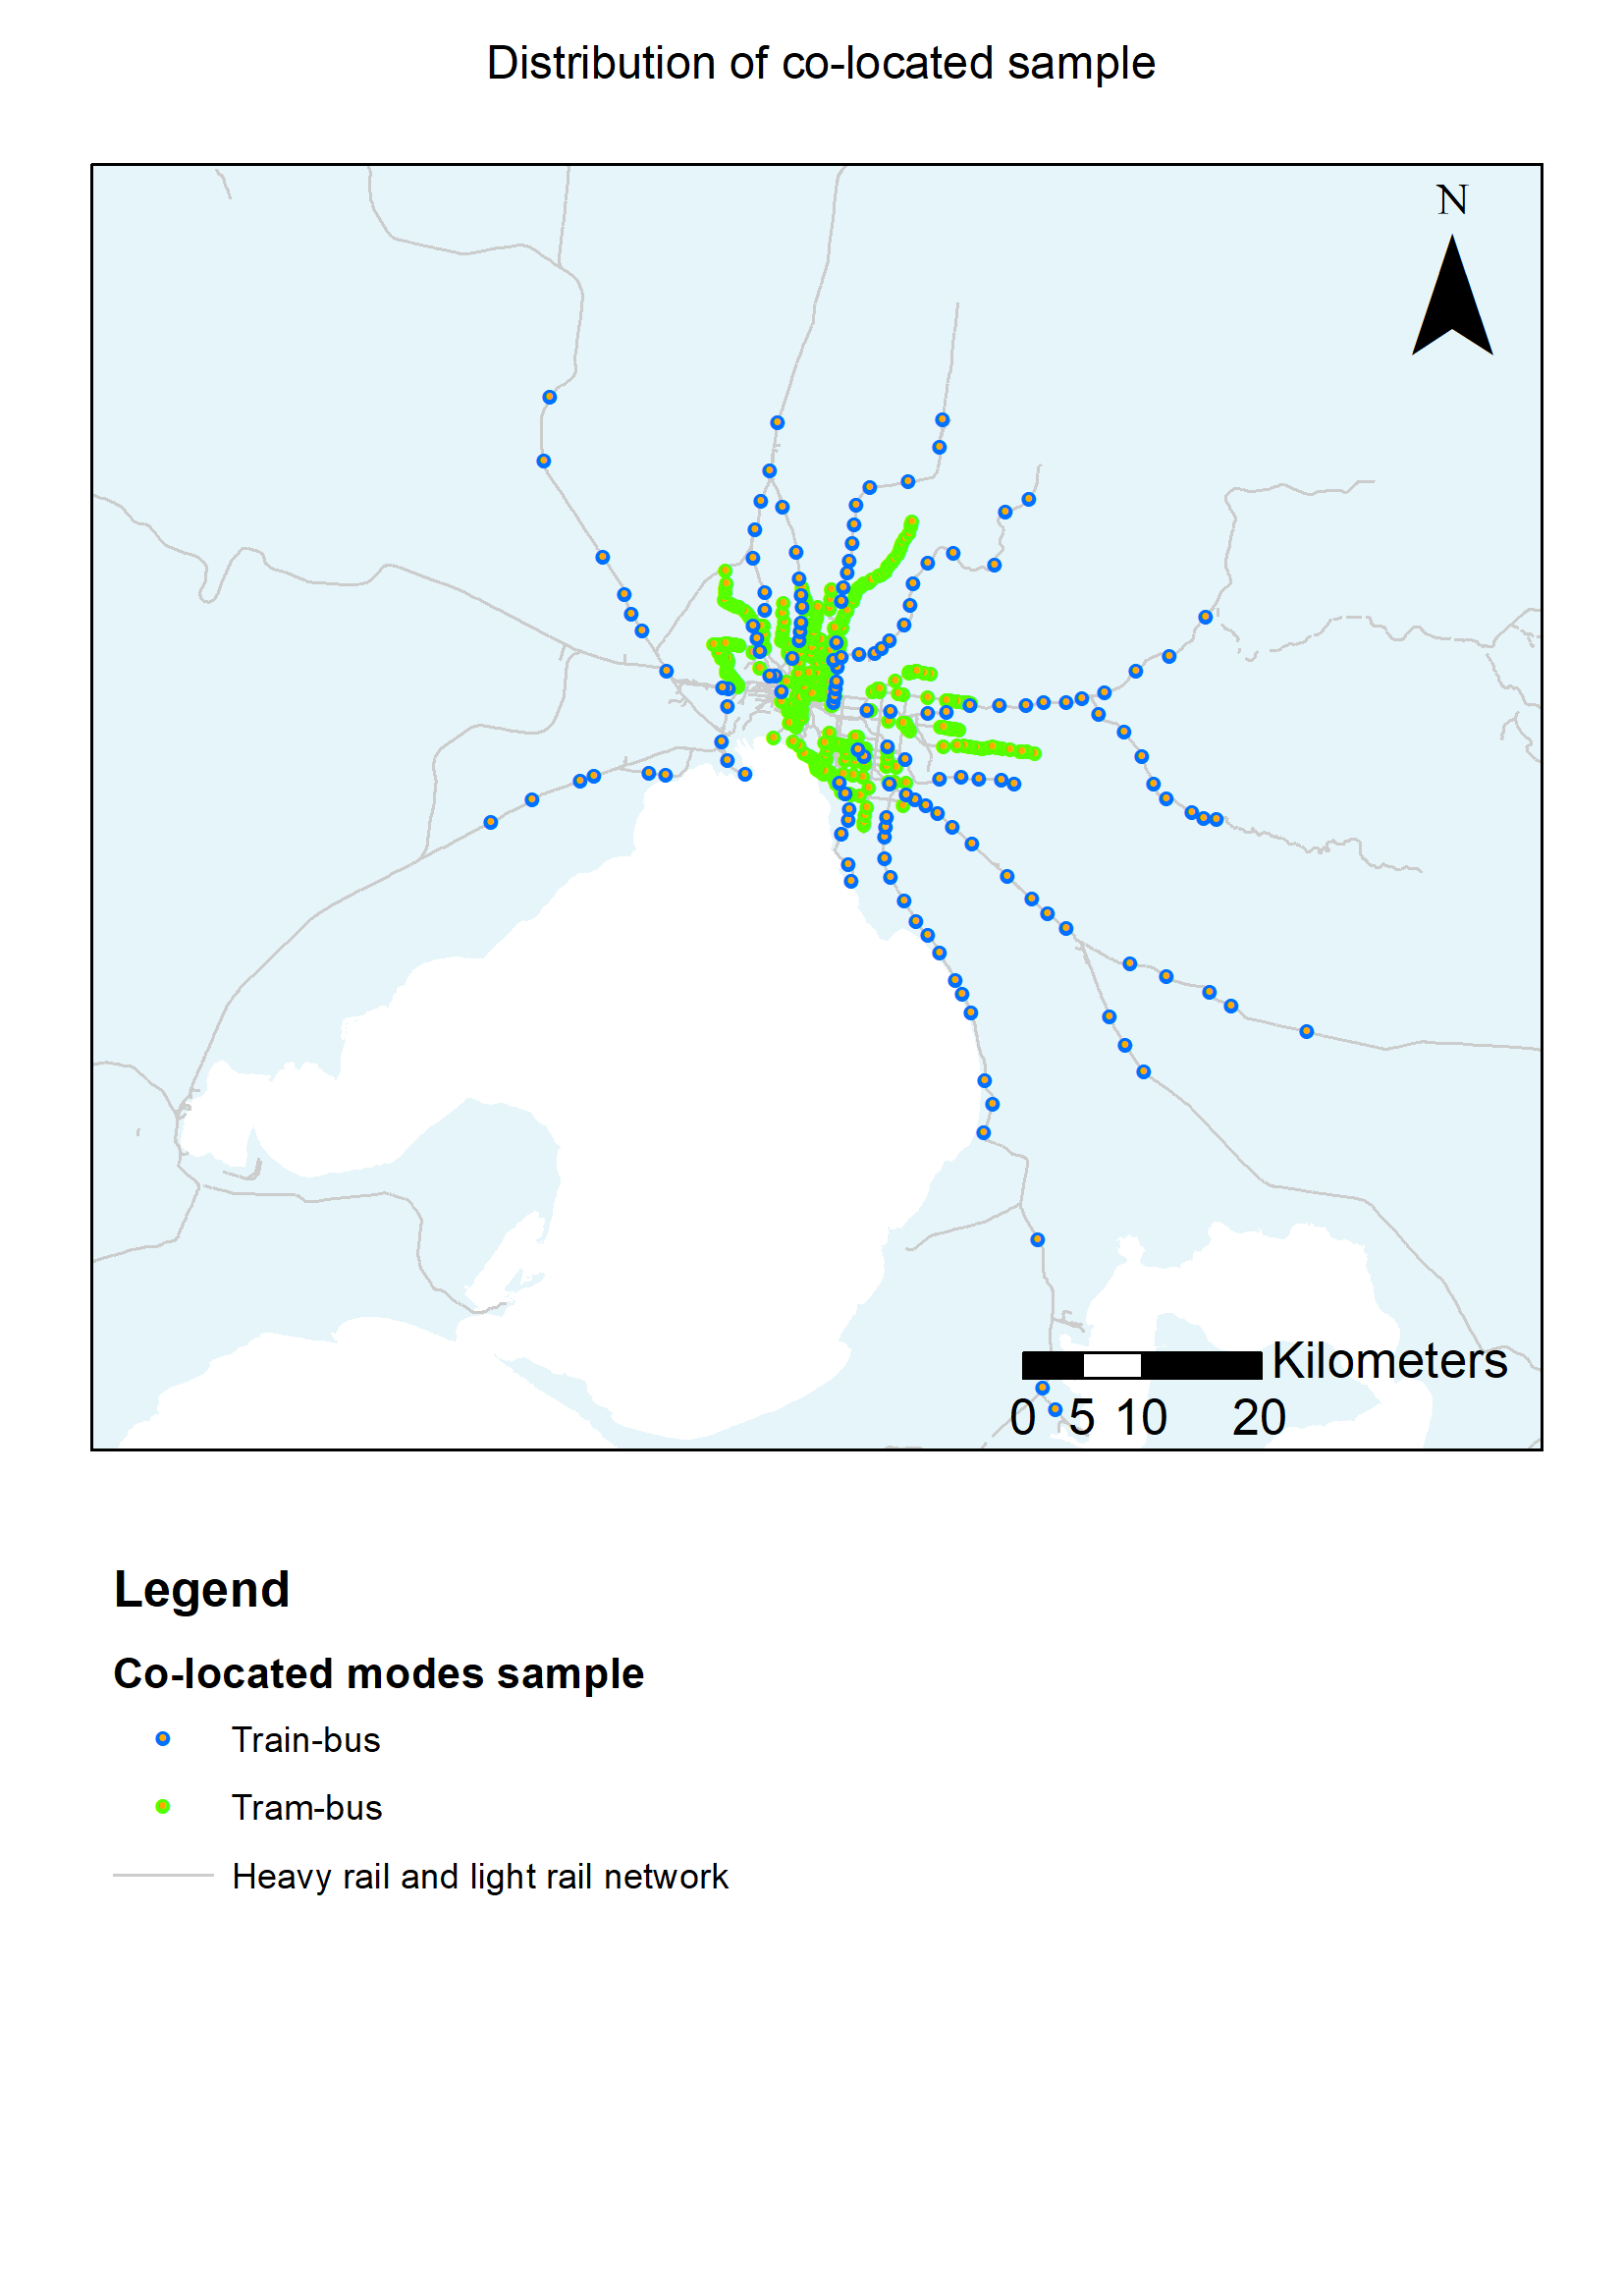 Distribution of co-located sample
N
Kilometers
0 5 10 20
Legend
Co-located modes sample
Train-bus
Tram-bus
Heavy rail and light rail network